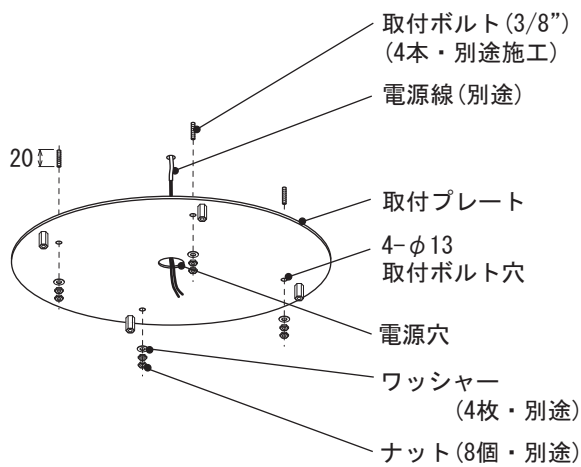 取付ボルト(3/8”)
(4本・別途施工)
電源線(別途)
20
取付プレート
4-φ13
取付ボルト穴
電源穴
ワッシャー
(4枚・別途)
ナット(8個・別途)